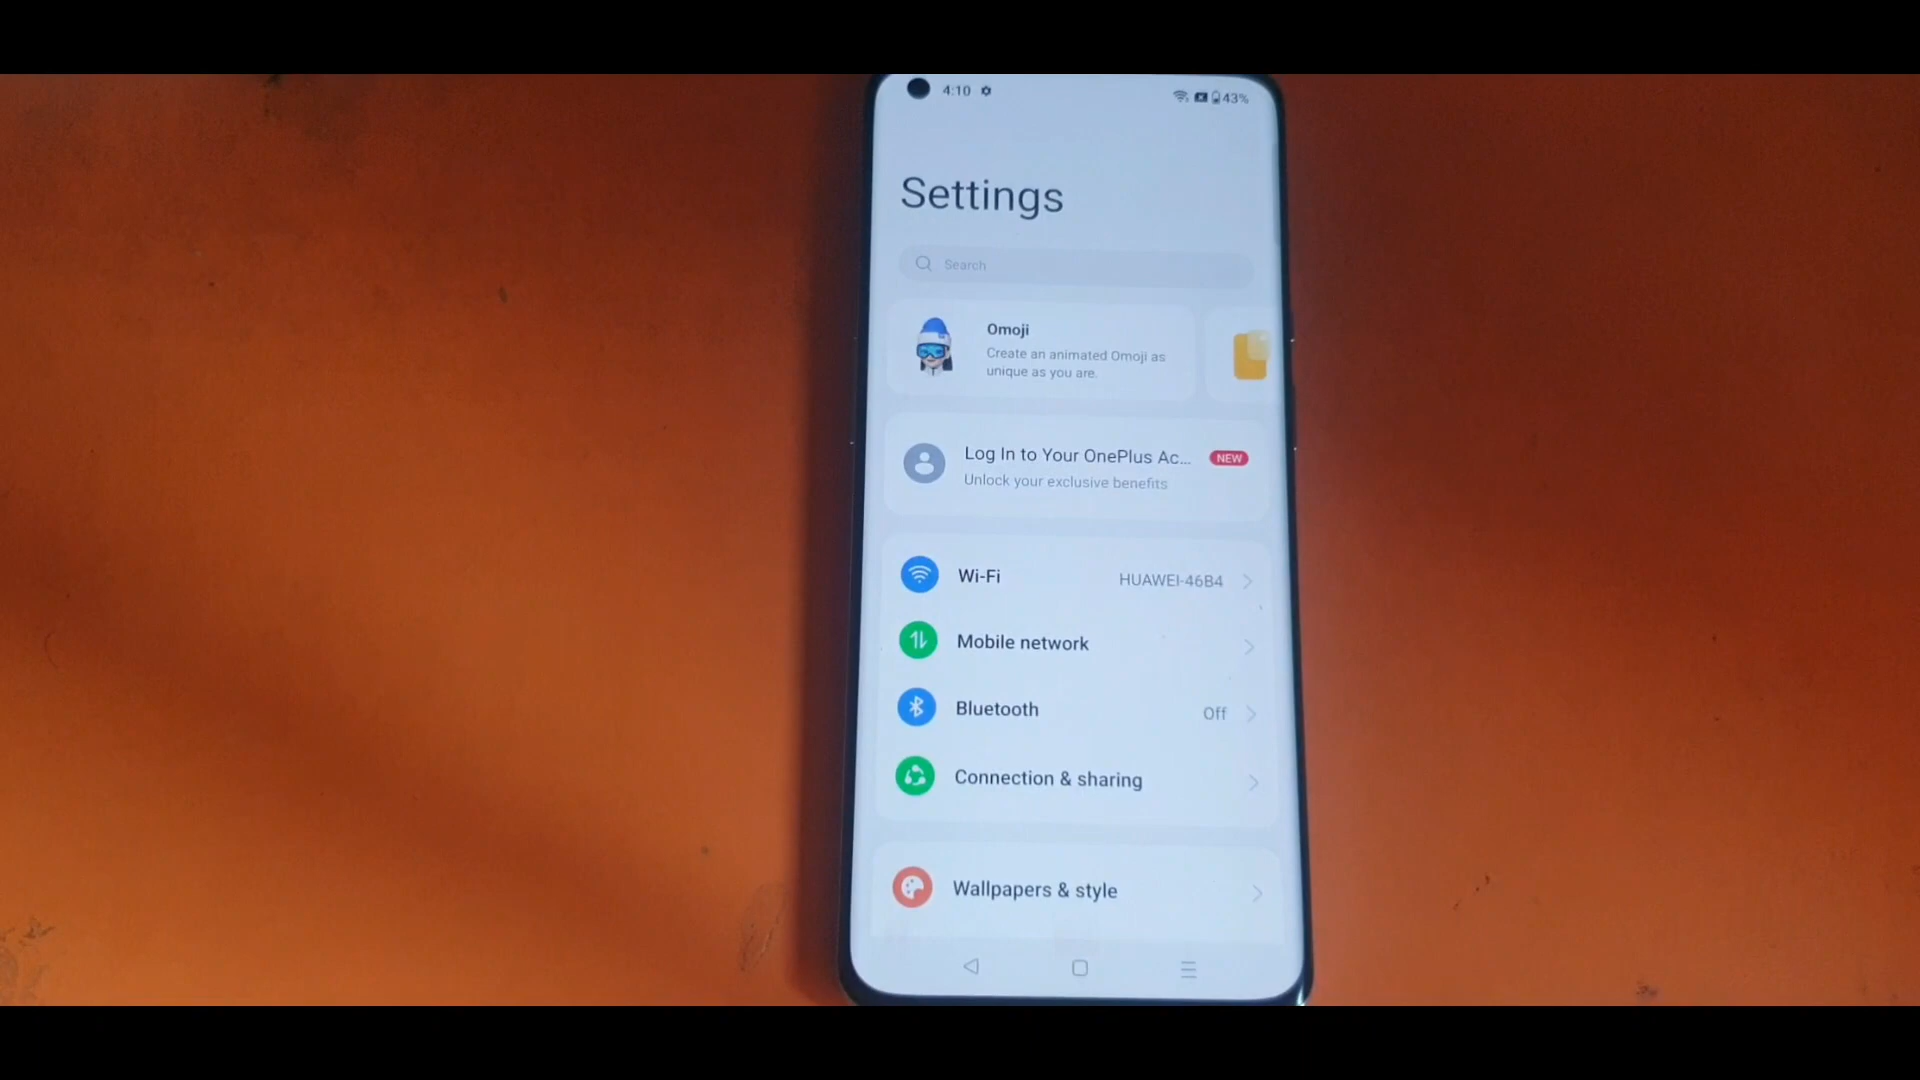 4:10
43%
Settings
Search
Omoji
Create an animated Omoji as
unique as you are.
Log In to Your OnePlus Ac...
NEW
Unlock your exclusive benefits
Wi-Fi
HUAWEI-46B4
Mobile network
Bluetooth
Off
Connection & sharing
Wallpapers & style